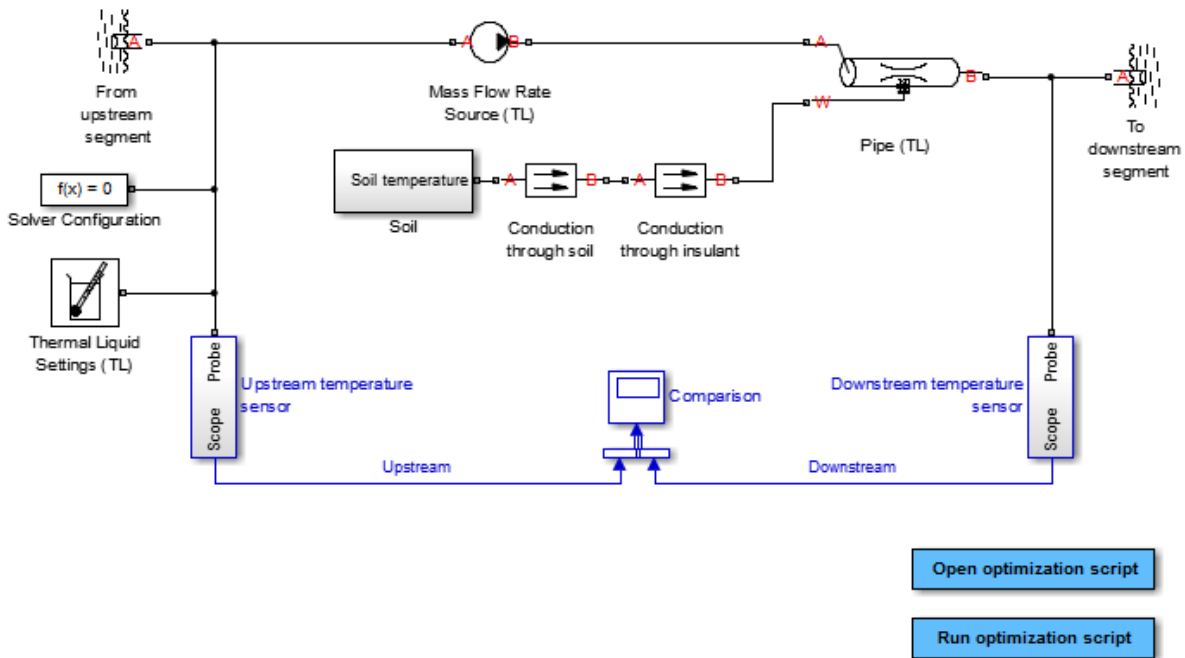 A
B
A
B
A
From
upstream
segment
Mass Flow Rate
Source (TL)
A
W
B
Pipe (TL)
A
To
downstream
segment
f(x) = 0
Solver Configuration
Soil temperature
Soil
A
B
Conduction
through soil
A
B
Conduction
through insulant
Thermal Liquid
Settings (TL)
Probe
Scope
Upstream temperature
sensor
Comparison
Downstream temperature
sensor
Probe
Scope
Upstream
Downstream
Open optimization script
Run optimization script